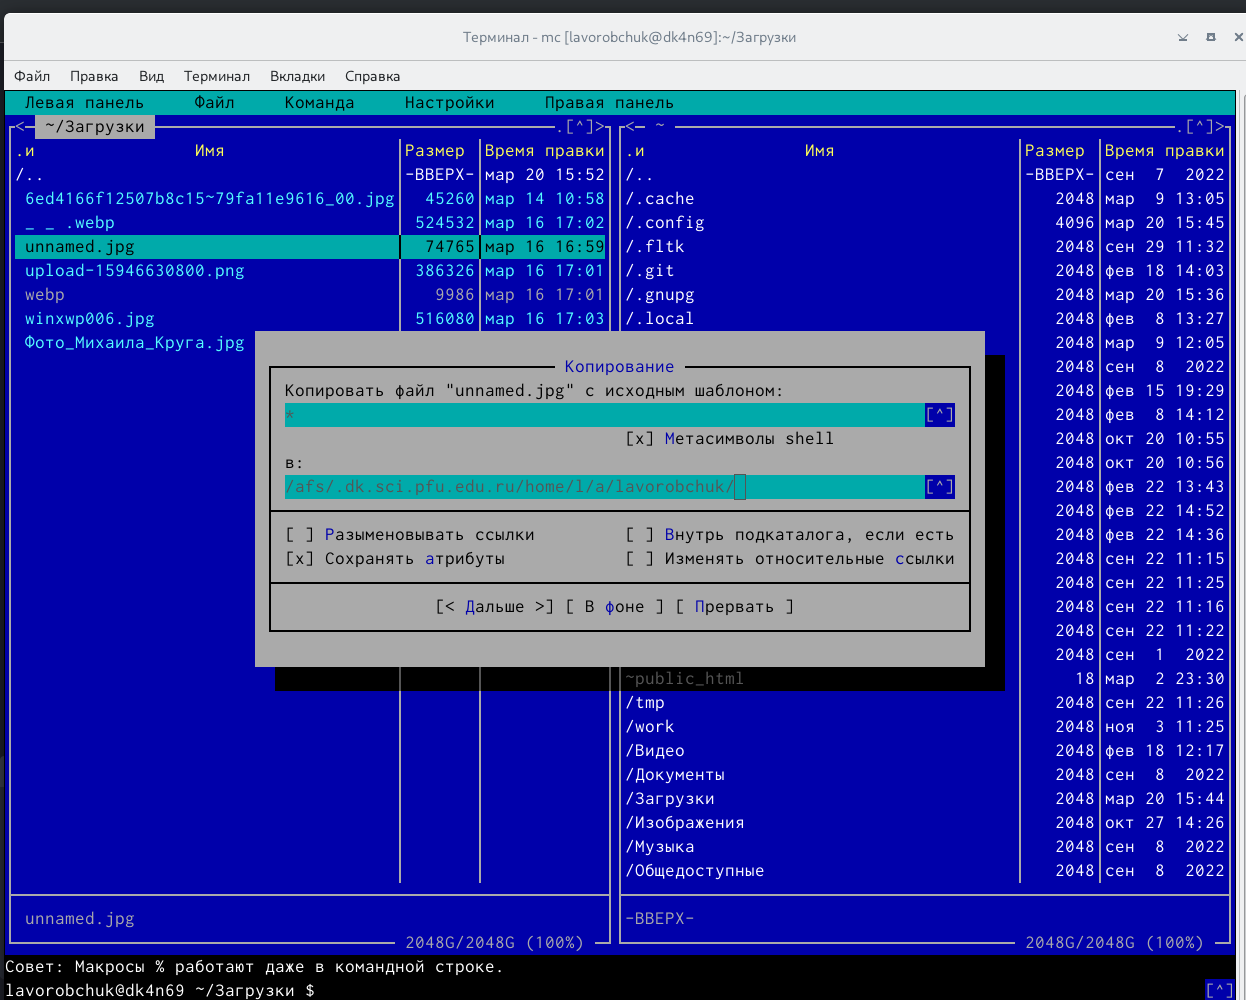 Терминал - mc [lavorobchuk@dk4n69]:~/Загрузки
Файл Правка Вид Терминал Вкладки Справка
Левая панель Файл Команда Настройки Правая панель
<─ ~/Загрузки .[^]> <─ ~ .[^]>
.и Имя Размер Время правки .и Имя Размер Время правки
/.. -ВВЕРХ- мар 20 15:52 /.. -ВВЕРХ- сен 7 2022
6ed4166f12507b8c15~79fa11e9616_00.jpg 45260 мар 14 10:58 /.cache 2048 мар 9 13:05
_ _ .webp 524532 мар 16 17:02 /.config 4096 мар 20 15:45
unnamed.jpg 74765 мар 16 16:59 /.fltk 2048 сен 29 11:32
upload-15946630800.png 386326 мар 16 17:01 /.git 2048 фев 18 14:03
webp 9986 мар 16 17:01 /.gnupg 2048 мар 20 15:36
winxwp006.jpg 516080 мар 16 17:03 /.local 2048 фев 8 13:27
Фото_Михаила_Круга.jpg 2048 мар 9 12:05
Копирование 2048 сен 8 2022
Копировать файл "unnamed.jpg" с исходным шаблоном: 2048 фев 15 19:29
* [^] 2048 фев 8 14:12
[x] Метасимволы shell 2048 окт 20 10:55
в: 2048 окт 20 10:56
/afs/.dk.sci.pfu.edu.ru/home/l/a/lavorobchuk/ [^] 2048 фев 22 13:43
2048 фев 22 14:52
[ ] Разыменовывать ссылки [ ] Внутрь подкаталога, если есть 2048 фев 22 14:36
[x] Сохранять атрибуты [ ] Изменять относительные ссылки 2048 сен 22 11:15
2048 сен 22 11:25
[< Дальше >] [ В фоне ] [ Прервать ] 2048 сен 22 11:16
2048 сен 22 11:22
2048 сен 1 2022
~public_html 18 мар 2 23:30
/tmp 2048 сен 22 11:26
/work 2048 ноя 3 11:25
/Видео 2048 фев 18 12:17
/Документы 2048 сен 8 2022
/Загрузки 2048 мар 20 15:44
/Изображения 2048 окт 27 14:26
/Музыка 2048 сен 8 2022
/Общедоступные 2048 сен 8 2022
unnamed.jpg -ВВЕРХ-
2048G/2048G (100%) 2048G/2048G (100%)
Совет: Макросы % работают даже в командной строке.
lavorobchuk@dk4n69 ~/Загрузки $ [^]